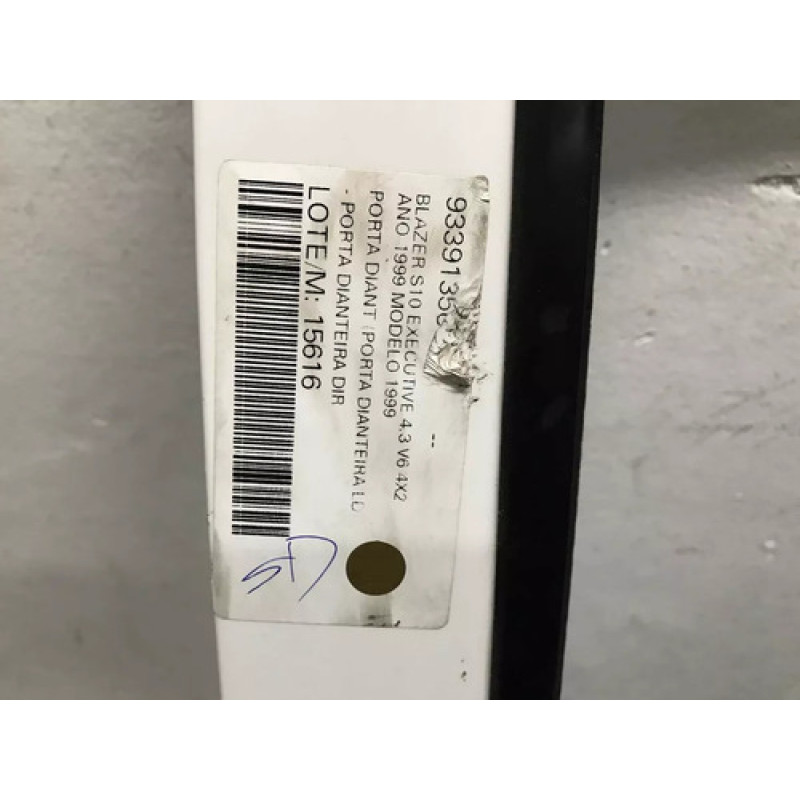 9339135
--
BLAZER S10 EXECUTIVE 4.3 V6 4X2
ANO 1999 MODELO 1999
PORTA DIANT (PORTA DIANTEIRA LD
- PORTA DIANTEIRA DIR
LOTE/M: 15616